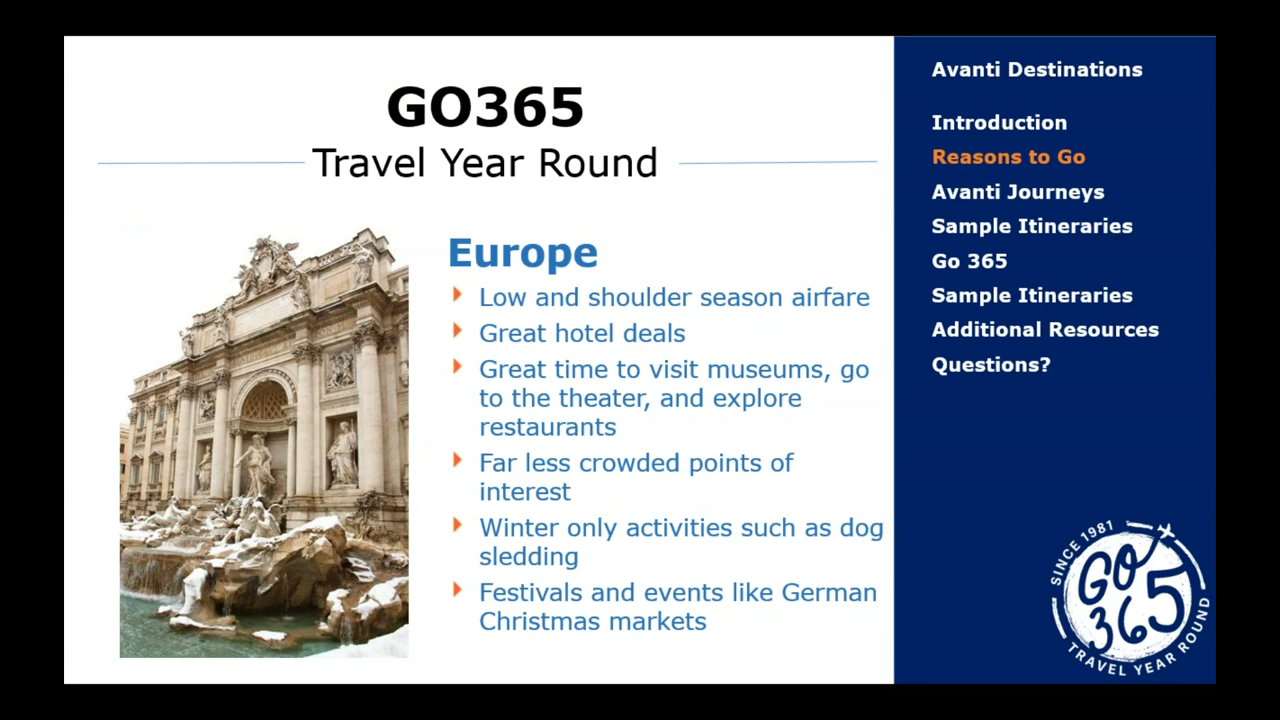 GO365
Travel Year Round
Europe
Low and shoulder season airfare
Great hotel deals
Great time to visit museums, go
to the theater, and explore
restaurants
Far less crowded points of
interest
Winter only activities such as dog
sledding
Festivals and events like German
Christmas markets
Avanti Destinations
Introduction
Reasons to Go
Avanti Journeys
Sample Itineraries
Go 365
Sample Itineraries
Additional Resources
Questions?
SINCE 1981
GO
365
TRAVEL YEAR ROUND